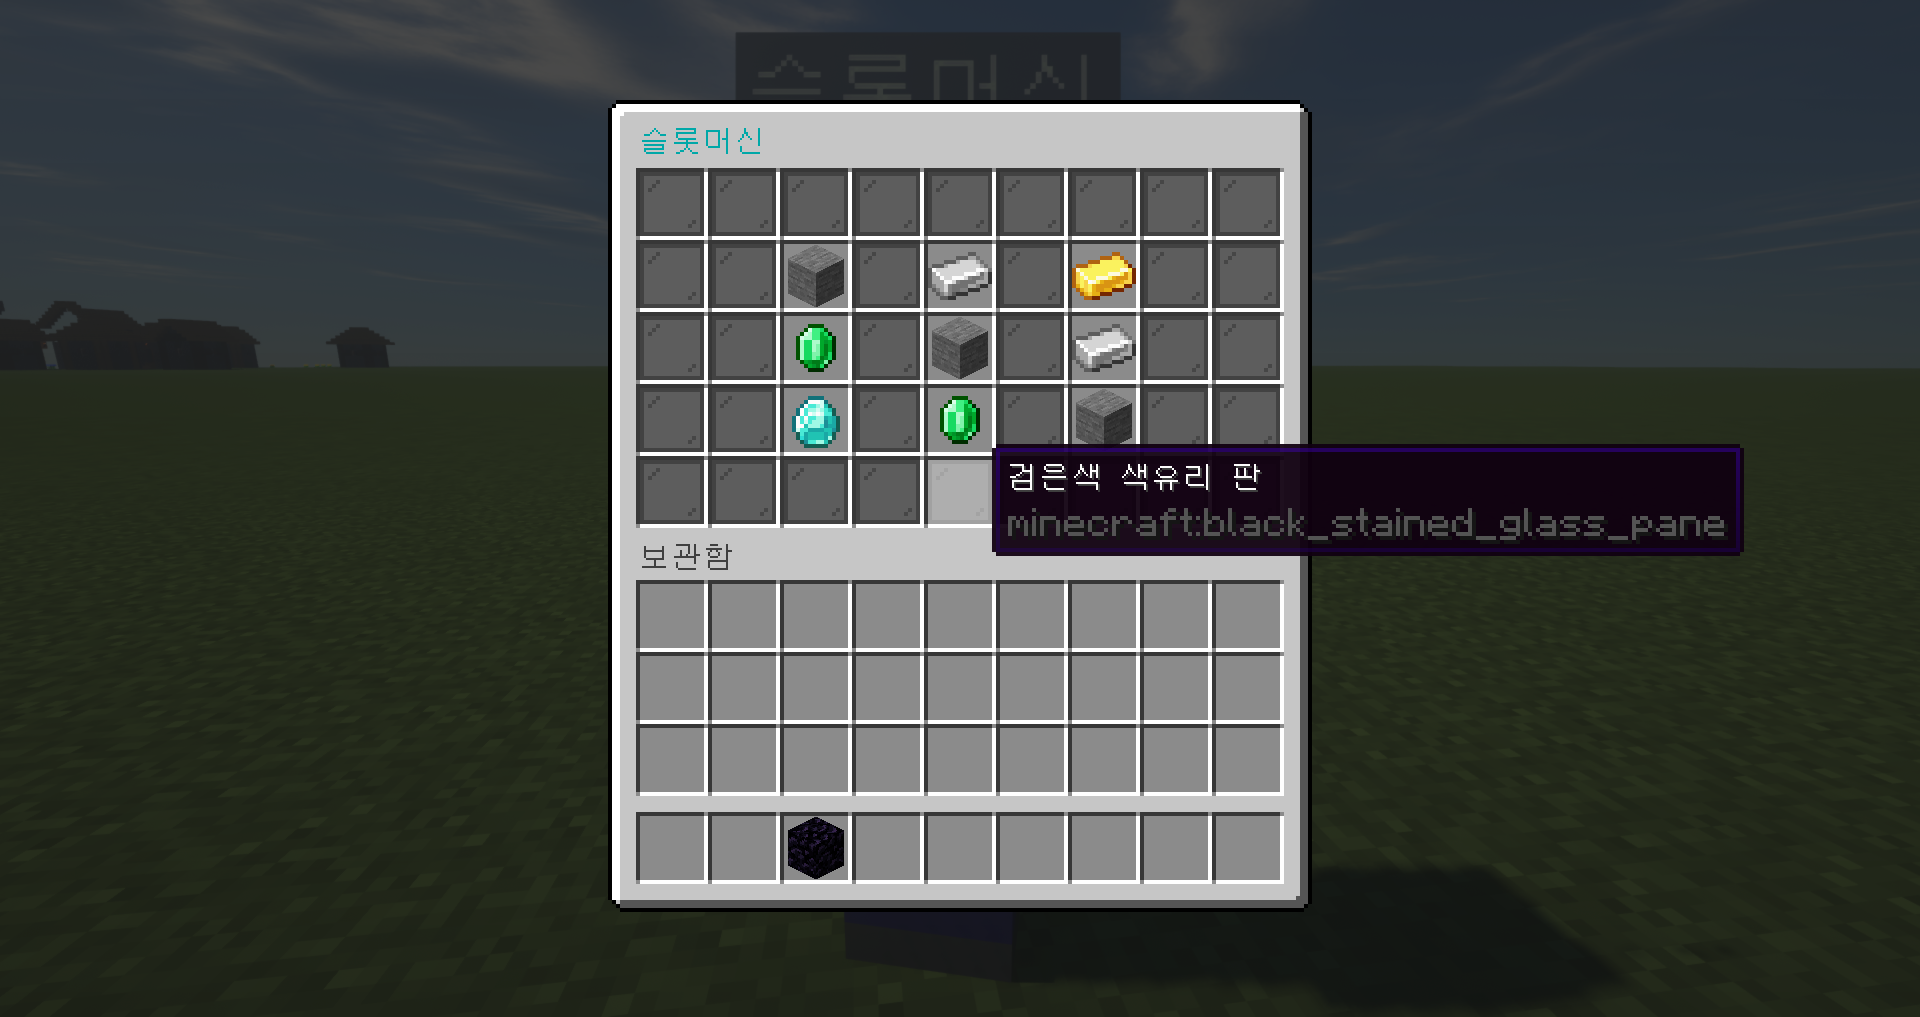 슬롯머신
슬롯머신
검은색 색유리 판
minecraft:black_stained_glass_pane
보관함